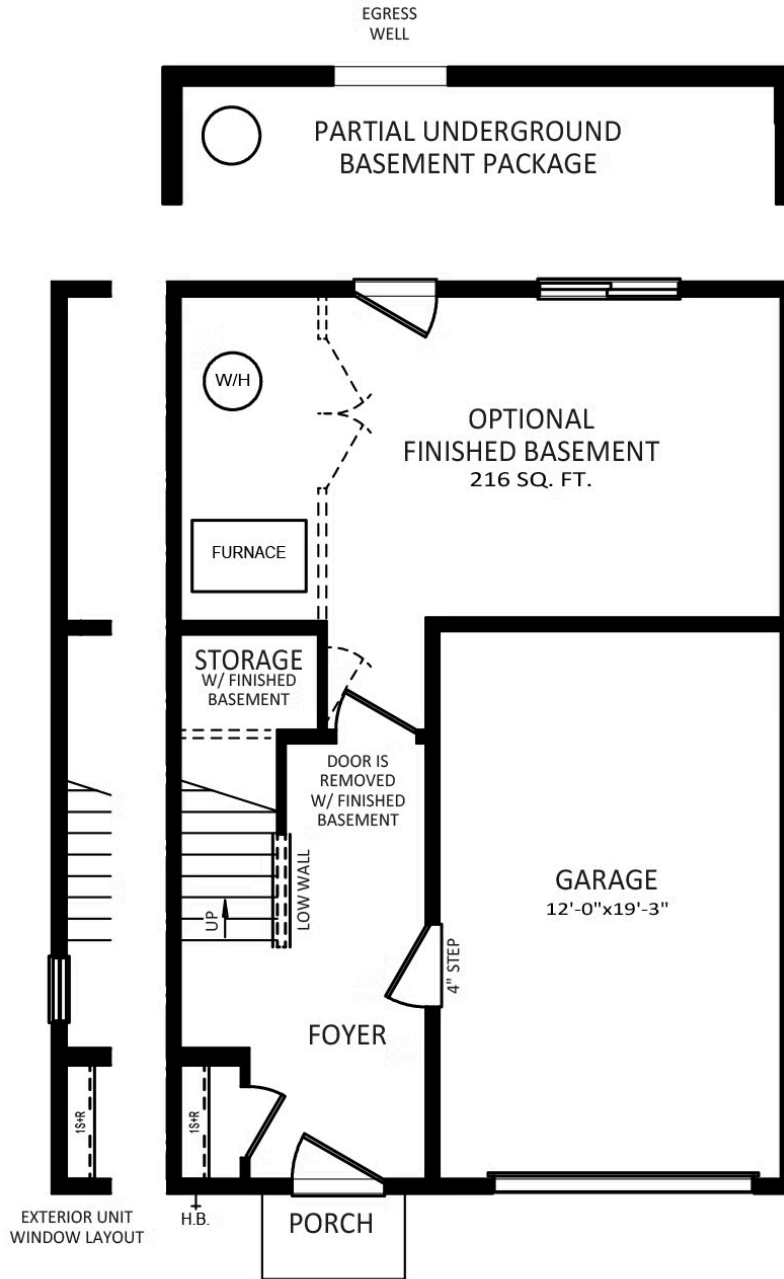 EGRESS
WELL
PARTIAL UNDERGROUND
BASEMENT PACKAGE
W/H
OPTIONAL
FINISHED BASEMENT
216 SQ. FT.
FURNACE
STORAGE
W/ FINISHED
BASEMENT
DOOR IS
REMOVED
W/ FINISHED
BASEMENT
LOW WALL
UP
GARAGE
12'-0"x19'-3"
4" STEP
FOYER
1S+R
1S+R
EXTERIOR UNIT
WINDOW LAYOUT
H.B.
PORCH